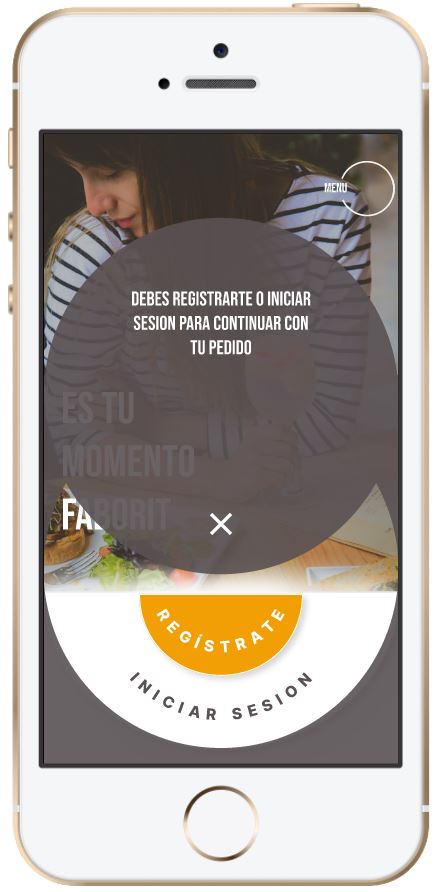 MENU
DEBES REGISTRARTE O INICIAR
SESION PARA CONTINUAR CON
TU PEDIDO
ES TU
MOMENTO
FABORIT
REGÍSTRATE
INICIAR SESION